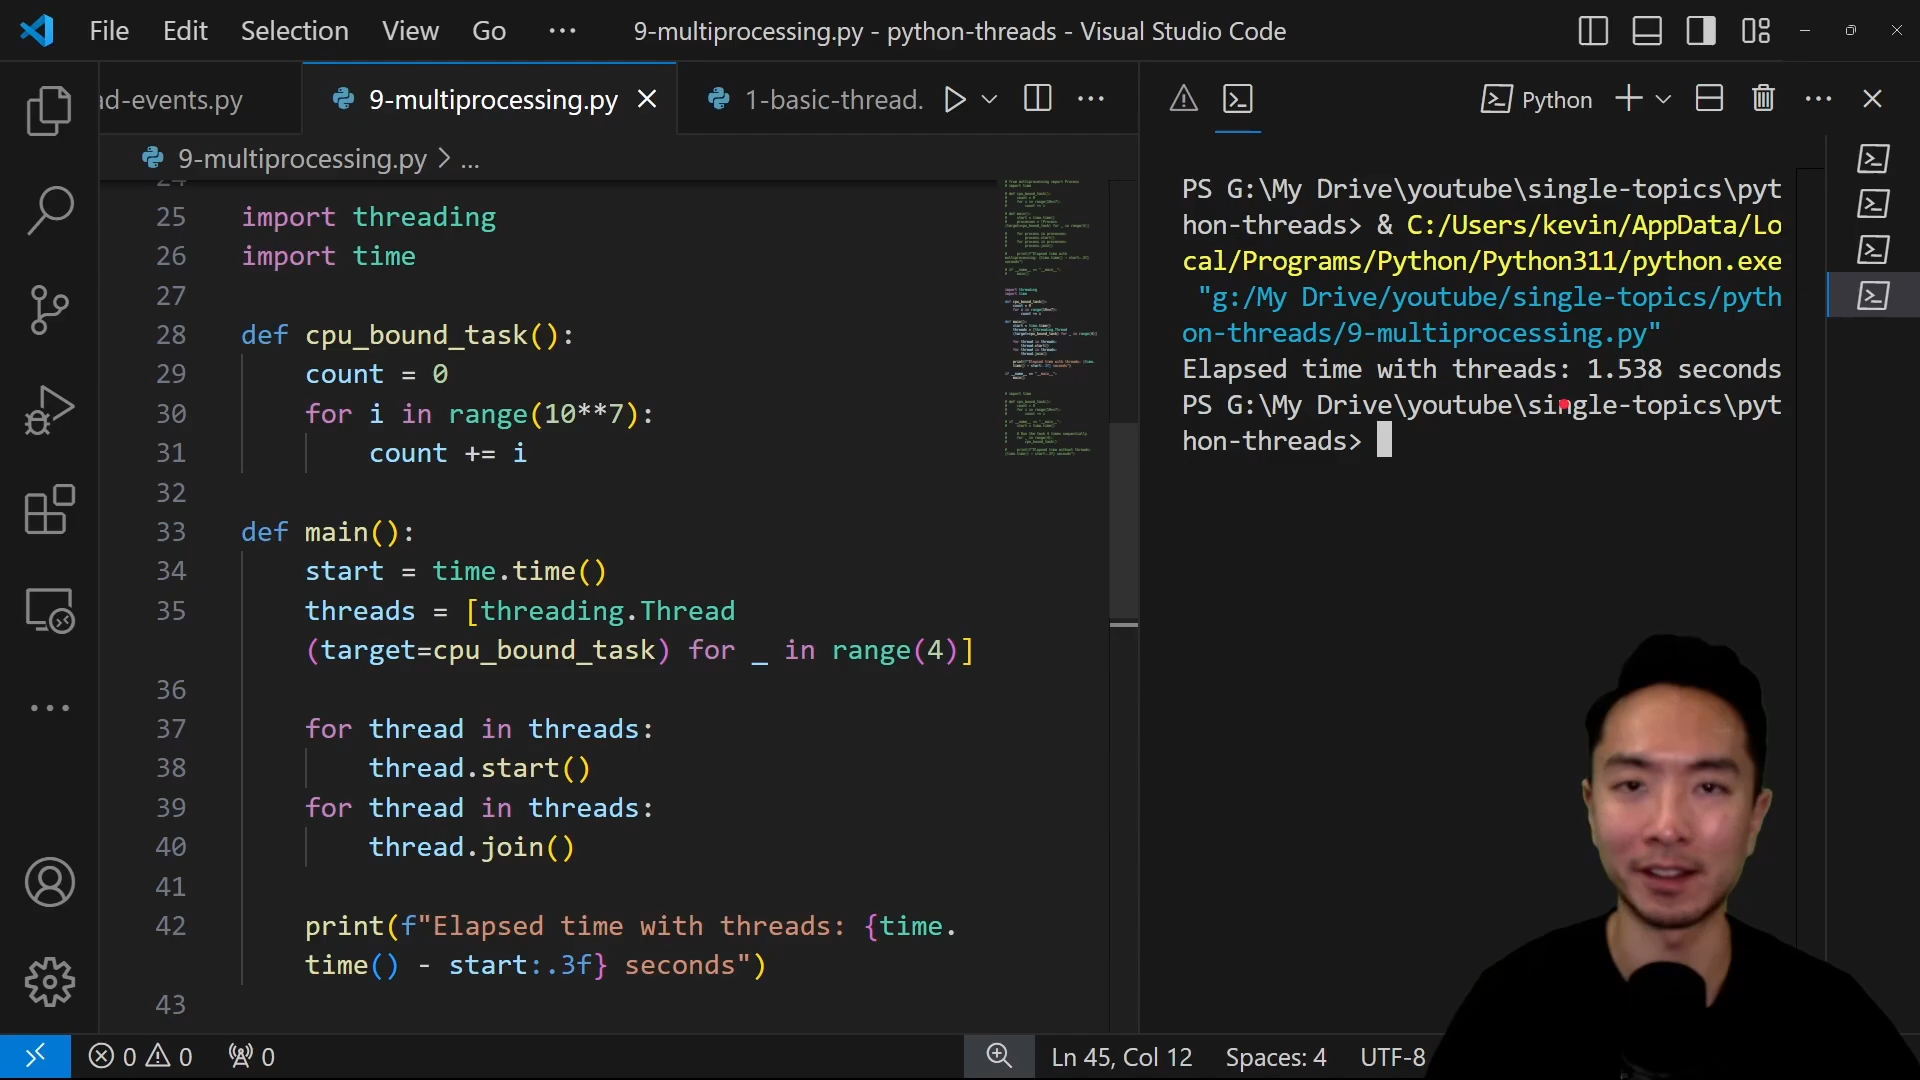 File Edit Selection View Go ··· 9-multiprocessing.py - python-threads - Visual Studio Code
ad-events.py 9-multiprocessing.py 1-basic-thread.
9-multiprocessing.py > ...
24
25 import threading
26 import time
27
28 def cpu_bound_task():
29 count = 0
30 for i in range(10**7):
31 count += i
32
33 def main():
34 start = time.time()
35 threads = [threading.Thread
(target=cpu_bound_task) for _ in range(4)]
36
37 for thread in threads:
38 thread.start()
39 for thread in threads:
40 thread.join()
41
42 print(f"Elapsed time with threads: {time.
time() - start:.3f} seconds")
43
Python
PS G:\My Drive\youtube\single-topics\pyt
hon-threads> & C:/Users/kevin/AppData/Lo
cal/Programs/Python/Python311/python.exe
"g:/My Drive/youtube/single-topics/pyth
on-threads/9-multiprocessing.py"
Elapsed time with threads: 1.538 seconds
PS G:\My Drive\youtube\single-topics\pyt
hon-threads>
0 0 0 Ln 45, Col 12 Spaces: 4 UTF-8